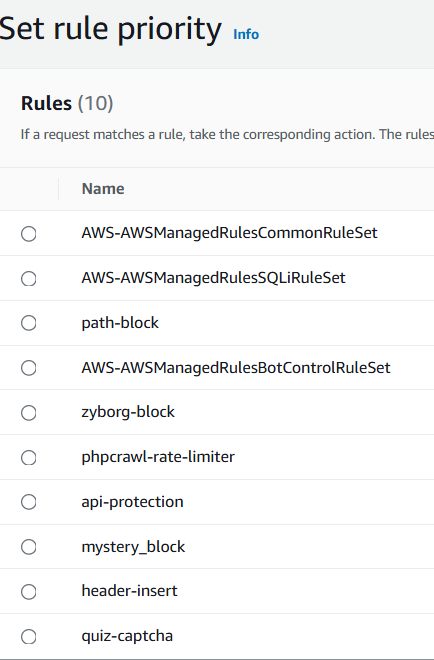 Set rule priority Info
Rules (10)
If a request matches a rule, take the corresponding action. The rules
Name
AWS-AWSManagedRulesCommonRuleSet
AWS-AWSManagedRulesSQLiRuleSet
path-block
AWS-AWSManagedRulesBotControlRuleSet
zyborg-block
phpcrawl-rate-limiter
api-protection
mystery_block
header-insert
quiz-captcha